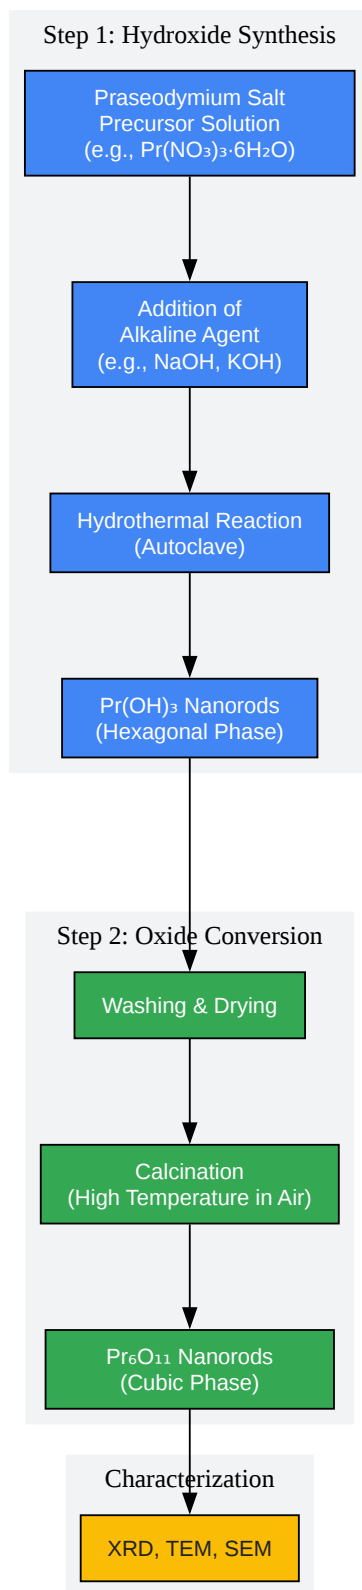 Step 1: Hydroxide Synthesis
Praseodymium Salt
Precursor Solution
(e.g., Pr(NO₃)₃·6H₂O)
Addition of
Alkaline Agent
(e.g., NaOH, KOH)
Hydrothermal Reaction
(Autoclave)
Pr(OH)₃ Nanorods
(Hexagonal Phase)
Step 2: Oxide Conversion
Washing & Drying
Calcination
(High Temperature in Air)
Pr₆O₁₁ Nanorods
(Cubic Phase)
Characterization
XRD, TEM, SEM